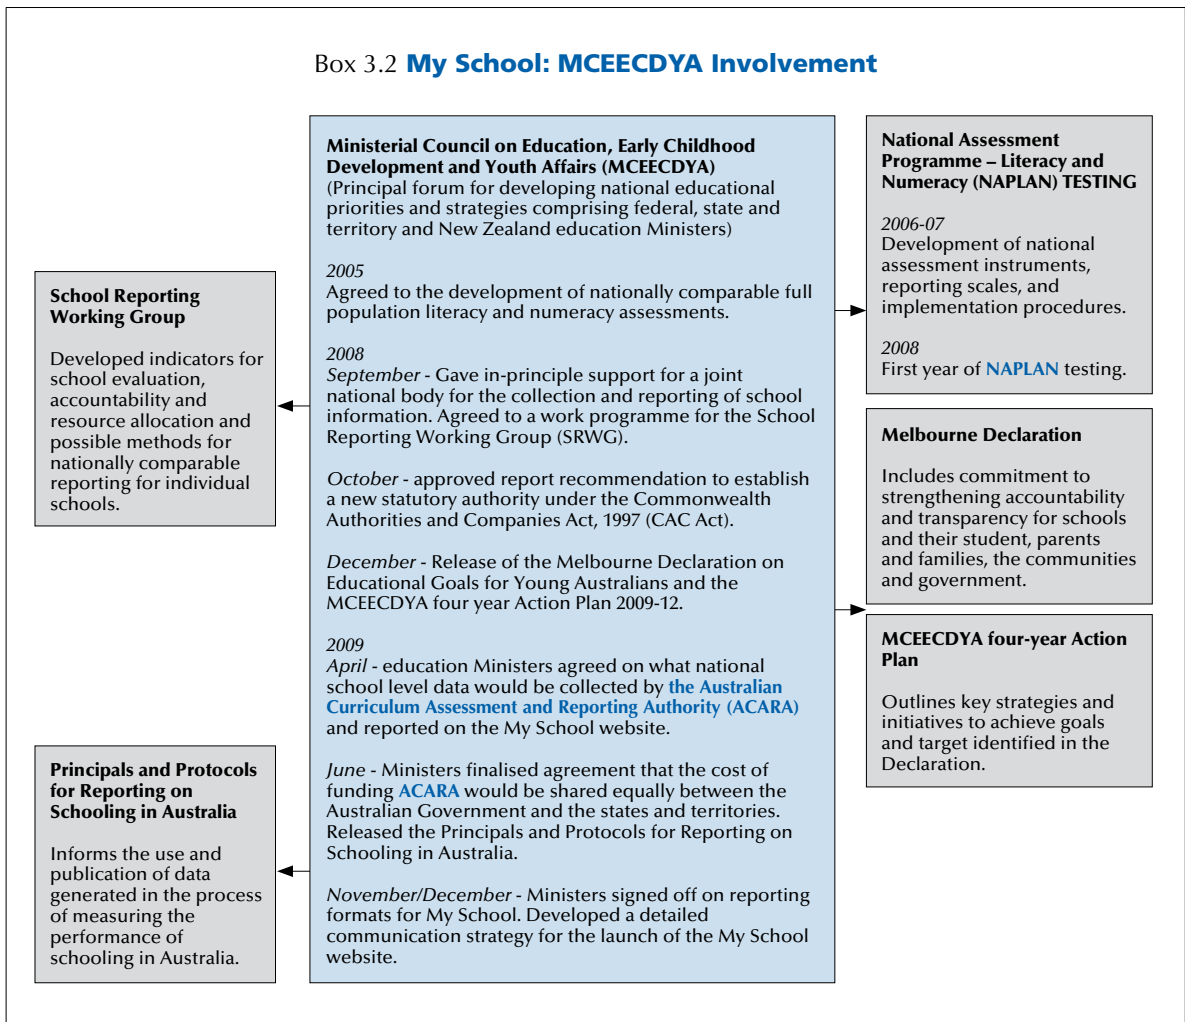 Box 3.2 My School: MCEECDYA Involvement
Ministerial Council on Education, Early Childhood
Development and Youth Affairs (MCEECDYA)
(Principal forum for developing national educational
priorities and strategies comprising federal, state and
territory and New Zealand education Ministers)
2005
Agreed to the development of nationally comparable full
population literacy and numeracy assessments.
2008
September - Gave in-principle support for a joint
national body for the collection and reporting of school
information. Agreed to a work programme for the School
Reporting Working Group (SRWG).
October - approved report recommendation to establish
a new statutory authority under the Commonwealth
Authorities and Companies Act, 1997 (CAC Act).
December - Release of the Melbourne Declaration on
Educational Goals for Young Australians and the
MCEECDYA four year Action Plan 2009-12.
2009
April - education Ministers agreed on what national
school level data would be collected by the Australian
Curriculum Assessment and Reporting Authority (ACARA)
and reported on the My School website.
June - Ministers finalised agreement that the cost of
funding ACARA would be shared equally between the
Australian Government and the states and territories.
Released the Principals and Protocols for Reporting on
Schooling in Australia.
November/December - Ministers signed off on reporting
formats for My School. Developed a detailed
communication strategy for the launch of the My School
website.
School Reporting
Working Group
Developed indicators for
school evaluation,
accountability and
resource allocation and
possible methods for
nationally comparable
reporting for individual
schools.
Principals and Protocols
for Reporting on
Schooling in Australia
Informs the use and
publication of data
generated in the process
of measuring the
performance of
schooling in Australia.
National Assessment
Programme – Literacy and
Numeracy (NAPLAN) TESTING
2006-07
Development of national
assessment instruments,
reporting scales, and
implementation procedures.
2008
First year of NAPLAN testing.
Melbourne Declaration
Includes commitment to
strengthening accountability
and transparency for schools
and their student, parents
and families, the communities
and government.
MCEECDYA four-year Action
Plan
Outlines key strategies and
initiatives to achieve goals
and target identified in the
Declaration.